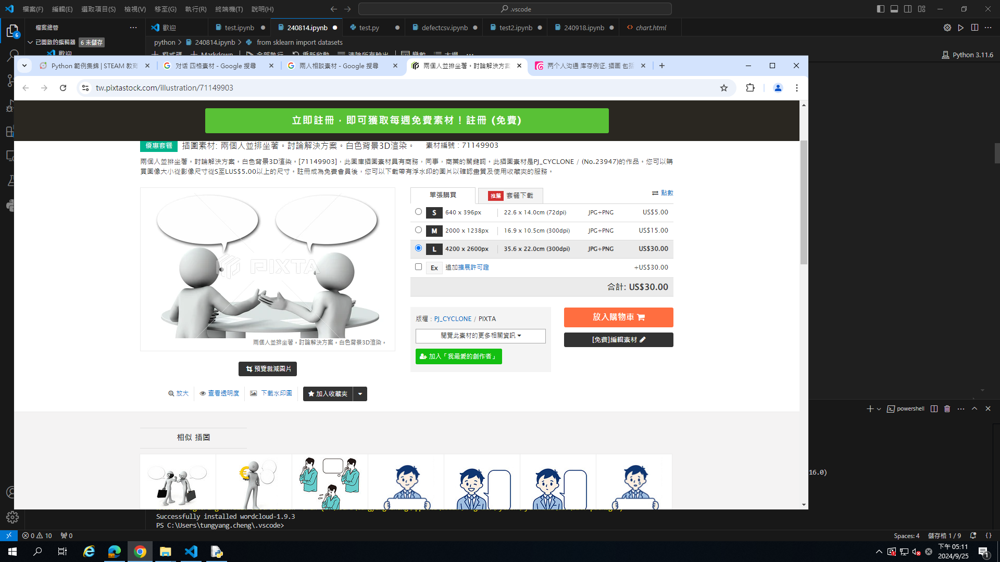 檔案(F) 編輯(E) 選取項目(S) 檢視(V) 移至(G) 執行(R) 終端機(T) 說明(H)
.vscode
檔案總管
歡迎
test.ipynb
240814.ipynb
test.py
defectcsv.ipynb
test2.ipynb
240918.ipynb
chart.html
已開啟的編輯器 6 未儲存
python > 240814.ipynb > from sklearn import datasets
6
Python 3.11.6
Python 範例集錦 | STEAM 教育
对话 四格素材 - Google 搜尋
兩人相談素材 - Google 搜尋
兩個人並排坐著。討論解決方案
两个人沟通 库存例证. 插画 包括
tw.pixtastock.com/illustration/71149903
立即註冊，即可獲取每週免費素材！註冊 (免費)
優惠套餐 插圖素材: 兩個人並排坐著。討論解決方案。白色背景3D渲染。 素材編號 : 71149903
兩個人並排坐著。討論解決方案。白色背景3D渲染。[71149903]，此圖庫插圖素材具有商務，同事，商業的關鍵詞。此插圖素材是PJ_CYCLONE / (No.23947)的作品。您可以購
買圖像大小從影像尺寸從S至LUS$5.00以上的尺寸。註冊成為免費會員後，您可以下載帶有浮水印的圖片以確認畫質及使用收藏夾的服務。
單張購買
推薦 套餐下載
點數
S 640 x 396px 22.6 x 14.0cm (72dpi) JPG+PNG US$5.00
M 2000 x 1238px 16.9 x 10.5cm (300dpi) JPG+PNG US$15.00
L 4200 x 2600px 35.6 x 22.0cm (300dpi) JPG+PNG US$30.00
Ex 追加擴展許可證 +US$30.00
合計: US$30.00
PIXTA
兩個人並排坐著。討論解決方案。白色背景3D渲染。
版權 : PJ_CYCLONE / PIXTA
閱覽此素材的更多相關資訊
加入「我最愛的創作者」
放入購物車
[免費]編輯素材
預覽裁減圖片
放大
查看透明度
下載水印圖
加入收藏夾
相似 插圖
powershell
16.0)
Successfully installed wordcloud-1.9.3
PS C:\Users\tungyang.cheng\.vscode>
0 10 0
Spaces: 4 儲存格 1 / 9
下午 05:11
2024/9/25
1